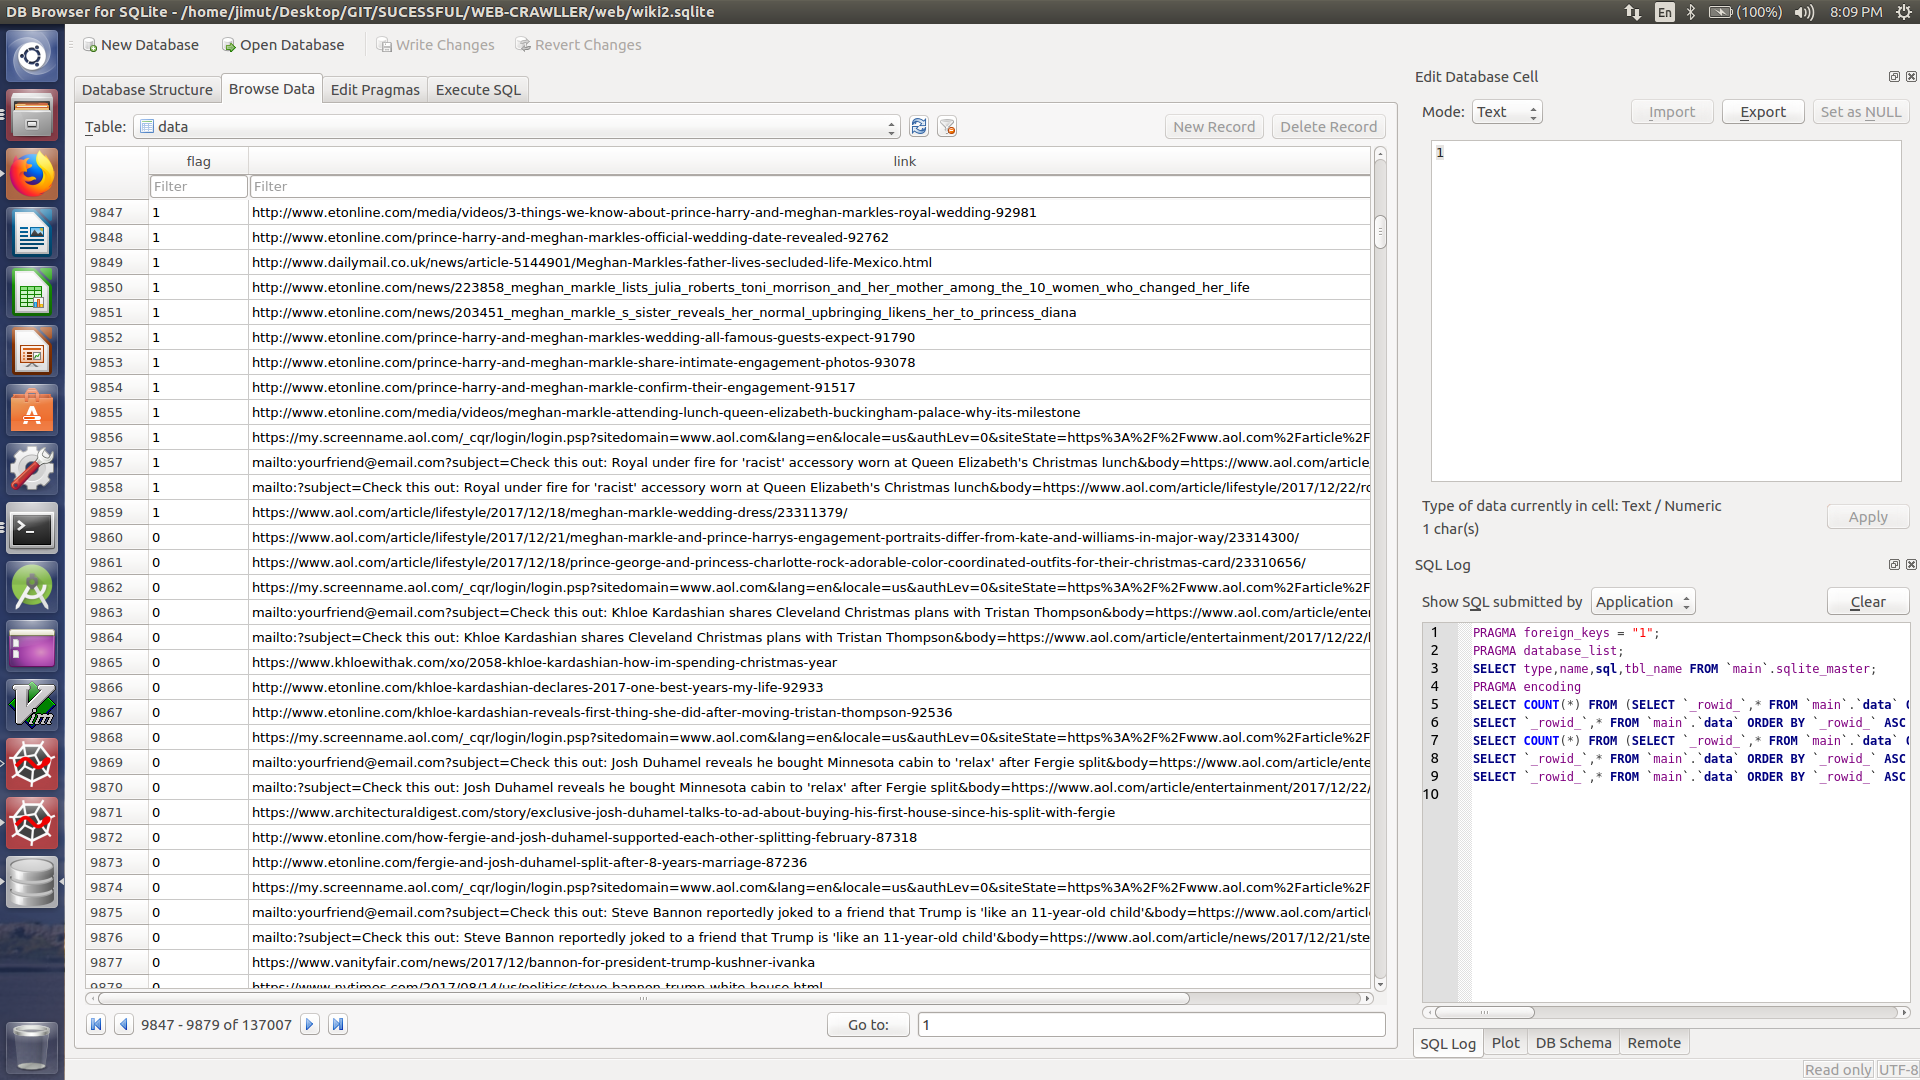 DB Browser for SQLite - /home/jimut/Desktop/GIT/SUCESSFUL/WEB-CRAWLLER/web/wiki2.sqlite
En (100%) 8:09 PM
New Database Open Database Write Changes Revert Changes
Database Structure Browse Data Edit Pragmas Execute SQL
Table: data New Record Delete Record
flag link
Filter Filter
9847 1 http://www.etonline.com/media/videos/3-things-we-know-about-prince-harry-and-meghan-markles-royal-wedding-92981
9848 1 http://www.etonline.com/prince-harry-and-meghan-markles-official-wedding-date-revealed-92762
9849 1 http://www.dailymail.co.uk/news/article-5144901/Meghan-Markles-father-lives-secluded-life-Mexico.html
9850 1 http://www.etonline.com/news/223858_meghan_markle_lists_julia_roberts_toni_morrison_and_her_mother_among_the_10_women_who_changed_her_life
9851 1 http://www.etonline.com/news/203451_meghan_markle_s_sister_reveals_her_normal_upbringing_likens_her_to_princess_diana
9852 1 http://www.etonline.com/prince-harry-and-meghan-markles-wedding-all-famous-guests-expect-91790
9853 1 http://www.etonline.com/prince-harry-and-meghan-markle-share-intimate-engagement-photos-93078
9854 1 http://www.etonline.com/prince-harry-and-meghan-markle-confirm-their-engagement-91517
9855 1 http://www.etonline.com/media/videos/meghan-markle-attending-lunch-queen-elizabeth-buckingham-palace-why-its-milestone
9856 1 https://my.screenname.aol.com/_cqr/login/login.psp?sitedomain=www.aol.com&lang=en&locale=us&authLev=0&siteState=https%3A%2F%2Fwww.aol.com%2Farticle%2F
9857 1 mailto:yourfriend@email.com?subject=Check this out: Royal under fire for 'racist' accessory worn at Queen Elizabeth's Christmas lunch&body=https://www.aol.com/article
9858 1 mailto:?subject=Check this out: Royal under fire for 'racist' accessory worn at Queen Elizabeth's Christmas lunch&body=https://www.aol.com/article/lifestyle/2017/12/22/ro
9859 1 https://www.aol.com/article/lifestyle/2017/12/18/meghan-markle-wedding-dress/23311379/
9860 0 https://www.aol.com/article/lifestyle/2017/12/21/meghan-markle-and-prince-harrys-engagement-portraits-differ-from-kate-and-williams-in-major-way/23314300/
9861 0 https://www.aol.com/article/lifestyle/2017/12/18/prince-george-and-princess-charlotte-rock-adorable-color-coordinated-outfits-for-their-christmas-card/23310656/
9862 0 https://my.screenname.aol.com/_cqr/login/login.psp?sitedomain=www.aol.com&lang=en&locale=us&authLev=0&siteState=https%3A%2F%2Fwww.aol.com%2Farticle%2F
9863 0 mailto:yourfriend@email.com?subject=Check this out: Khloe Kardashian shares Cleveland Christmas plans with Tristan Thompson&body=https://www.aol.com/article/enter
9864 0 mailto:?subject=Check this out: Khloe Kardashian shares Cleveland Christmas plans with Tristan Thompson&body=https://www.aol.com/article/entertainment/2017/12/22/
9865 0 https://www.khloewithak.com/xo/2058-khloe-kardashian-how-im-spending-christmas-year
9866 0 http://www.etonline.com/khloe-kardashian-declares-2017-one-best-years-my-life-92933
9867 0 http://www.etonline.com/khloe-kardashian-reveals-first-thing-she-did-after-moving-tristan-thompson-92536
9868 0 https://my.screenname.aol.com/_cqr/login/login.psp?sitedomain=www.aol.com&lang=en&locale=us&authLev=0&siteState=https%3A%2F%2Fwww.aol.com%2Farticle%2F
9869 0 mailto:yourfriend@email.com?subject=Check this out: Josh Duhamel reveals he bought Minnesota cabin to 'relax' after Fergie split&body=https://www.aol.com/article/ente
9870 0 mailto:?subject=Check this out: Josh Duhamel reveals he bought Minnesota cabin to 'relax' after Fergie split&body=https://www.aol.com/article/entertainment/2017/12/22/
9871 0 https://www.architecturaldigest.com/story/exclusive-josh-duhamel-talks-to-ad-about-buying-his-first-house-since-his-split-with-fergie
9872 0 http://www.etonline.com/how-fergie-and-josh-duhamel-supported-each-other-splitting-february-87318
9873 0 http://www.etonline.com/fergie-and-josh-duhamel-split-after-8-years-marriage-87236
9874 0 https://my.screenname.aol.com/_cqr/login/login.psp?sitedomain=www.aol.com&lang=en&locale=us&authLev=0&siteState=https%3A%2F%2Fwww.aol.com%2Farticle%2F
9875 0 mailto:yourfriend@email.com?subject=Check this out: Steve Bannon reportedly joked to a friend that Trump is 'like an 11-year-old child'&body=https://www.aol.com/articl
9876 0 mailto:?subject=Check this out: Steve Bannon reportedly joked to a friend that Trump is 'like an 11-year-old child'&body=https://www.aol.com/article/news/2017/12/21/ste
9877 0 https://www.vanityfair.com/news/2017/12/bannon-for-president-trump-kushner-ivanka
9878 0 https://www.nytimes.com/2017/08/14/us/politics/steve-bannon-trump-white-house.html
9847 - 9879 of 137007 Go to: 1
Edit Database Cell
Mode: Text Import Export Set as NULL
1
Type of data currently in cell: Text / Numeric
1 char(s)
Apply
SQL Log
Show SQL submitted by Application Clear
1 PRAGMA foreign_keys = "1";
2 PRAGMA database_list;
3 SELECT type,name,sql,tbl_name FROM `main`.sqlite_master;
4 PRAGMA encoding
5 SELECT COUNT(*) FROM (SELECT `_rowid_`,* FROM `main`.`data` O
6 SELECT `_rowid_`,* FROM `main`.`data` ORDER BY `_rowid_` ASC
7 SELECT COUNT(*) FROM (SELECT `_rowid_`,* FROM `main`.`data` O
8 SELECT `_rowid_`,* FROM `main`.`data` ORDER BY `_rowid_` ASC
9 SELECT `_rowid_`,* FROM `main`.`data` ORDER BY `_rowid_` ASC
10
SQL Log Plot DB Schema Remote
Read only UTF-8